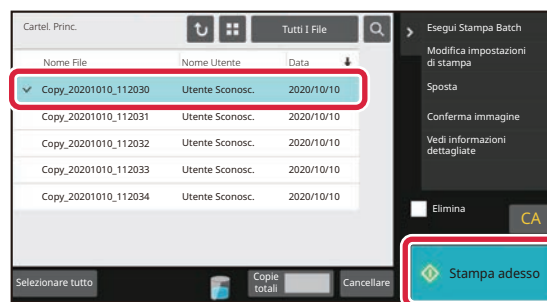 Cartel. Princ.
Tutti I File
Nome File Nome Utente Data
Copy_20201010_112030 Utente Sconosc. 2020/10/10
Copy_20201010_112031 Utente Sconosc. 2020/10/10
Copy_20201010_112032 Utente Sconosc. 2020/10/10
Copy_20201010_112033 Utente Sconosc. 2020/10/10
Copy_20201010_112034 Utente Sconosc. 2020/10/10
Selezionare tutto
Copie
totali
Cancellare
Esegui Stampa Batch
Modifica impostazioni
di stampa
Sposta
Conferma immagine
Vedi informazioni
dettagliate
Elimina
CA
Stampa adesso